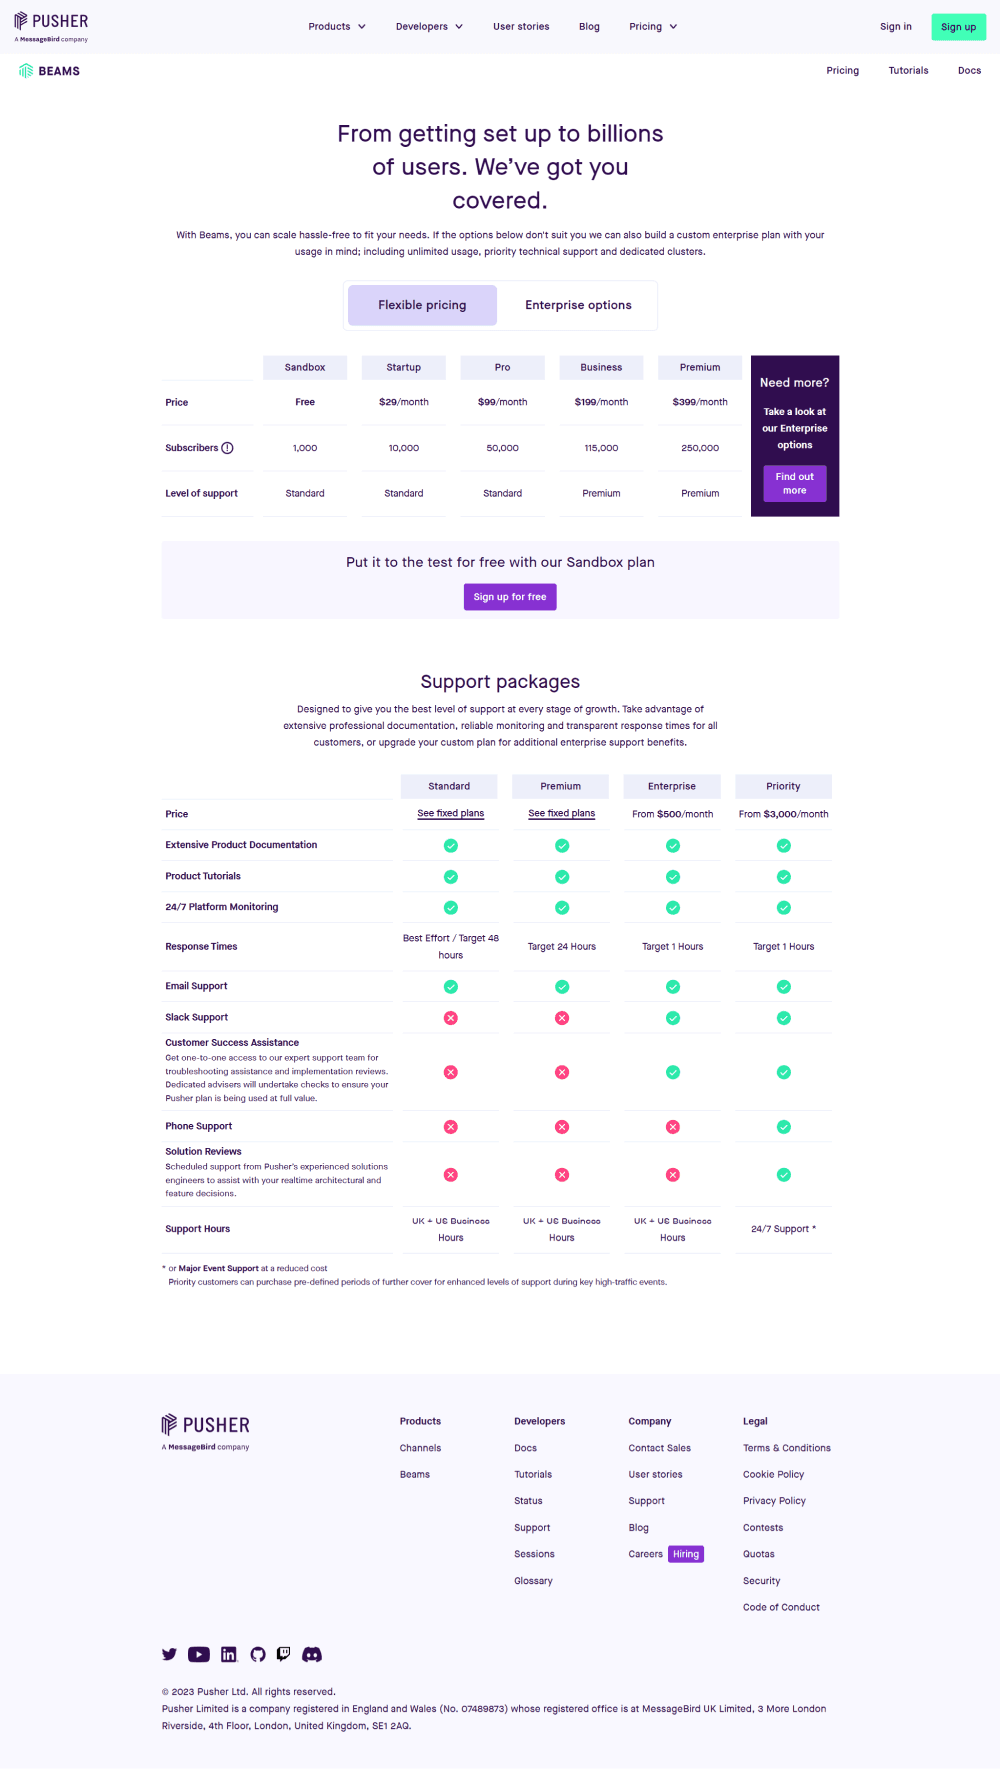 PUSHER
A MessageBird company
Products
Developers
User stories
Blog
Pricing
Sign in
Sign up
BEAMS
Pricing
Tutorials
Docs
From getting set up to billions
of users. We've got you
covered.
With Beams, you can scale hassle-free to fit your needs. If the options below don't suit you we can also build a custom enterprise plan with your
usage in mind; including unlimited usage, priority technical support and dedicated clusters.
Flexible pricing
Enterprise options
Sandbox Startup Pro Business Premium
Price Free $29/month $99/month $199/month $399/month
Subscribers 1,000 10,000 50,000 115,000 250,000
Level of support Standard Standard Standard Premium Premium
Need more?
Take a look at
our Enterprise
options
Find out
more
Put it to the test for free with our Sandbox plan
Sign up for free
Support packages
Designed to give you the best level of support at every stage of growth. Take advantage of
extensive professional documentation, reliable monitoring and transparent response times for all
customers, or upgrade your custom plan for additional enterprise support benefits.
Standard Premium Enterprise Priority
Price See fixed plans See fixed plans From $500/month From $3,000/month
Extensive Product Documentation
Product Tutorials
24/7 Platform Monitoring
Response Times Best Effort / Target 48 hours Target 24 Hours Target 1 Hours Target 1 Hours
Email Support
Slack Support
Customer Success Assistance
Get one-to-one access to our expert support team for
troubleshooting assistance and implementation reviews.
Dedicated advisers will undertake checks to ensure your
Pusher plan is being used at full value.
Phone Support
Solution Reviews
Scheduled support from Pusher's experienced solutions
engineers to assist with your realtime architectural and
feature decisions.
Support Hours UK + US Business Hours UK + US Business Hours UK + US Business Hours 24/7 Support *
* or Major Event Support at a reduced cost
Priority customers can purchase pre-defined periods of further cover for enhanced levels of support during key high-traffic events.
PUSHER
A MessageBird company
Products
Channels
Beams
Developers
Docs
Tutorials
Status
Support
Sessions
Glossary
Company
Contact Sales
User stories
Support
Blog
Careers Hiring
Legal
Terms & Conditions
Cookie Policy
Privacy Policy
Contests
Quotas
Security
Code of Conduct
© 2023 Pusher Ltd. All rights reserved.
Pusher Limited is a company registered in England and Wales (No. 07489873) whose registered office is at MessageBird UK Limited, 3 More London
Riverside, 4th Floor, London, United Kingdom, SE1 2AQ.